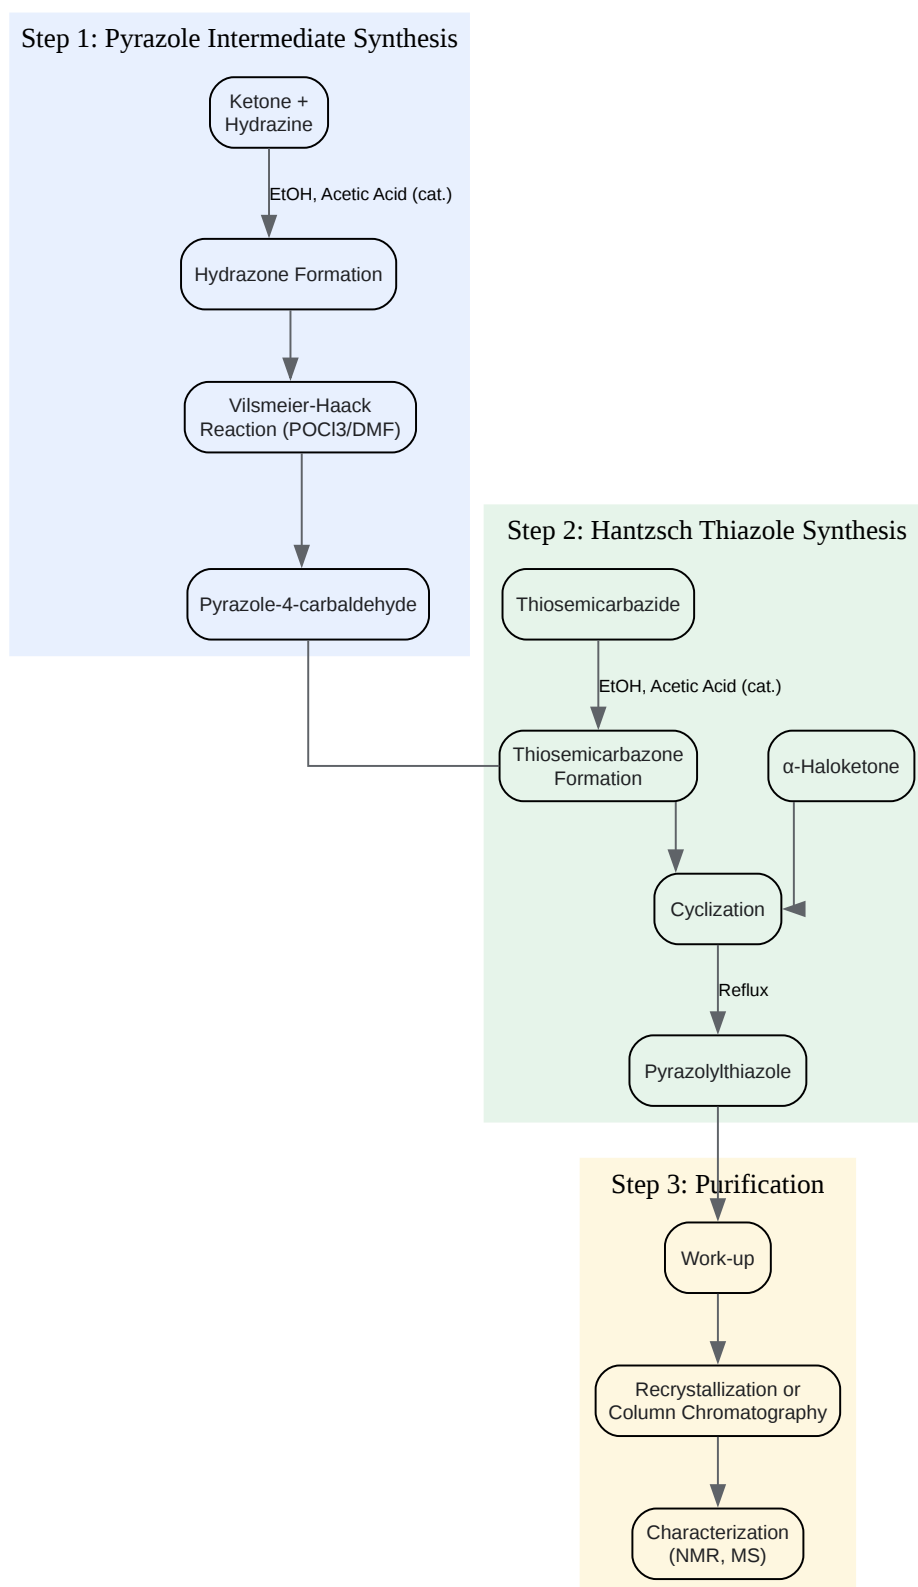 Step 1: Pyrazole Intermediate Synthesis
Ketone +
Hydrazine
EtOH, Acetic Acid (cat.)
Hydrazone Formation
Vilsmeier-Haack
Reaction (POCl3/DMF)
Pyrazole-4-carbaldehyde
Step 2: Hantzsch Thiazole Synthesis
Thiosemicarbazide
EtOH, Acetic Acid (cat.)
Thiosemicarbazone
Formation
α-Haloketone
Cyclization
Reflux
Pyrazolylthiazole
Step 3: Purification
Work-up
Recrystallization or
Column Chromatography
Characterization
(NMR, MS)